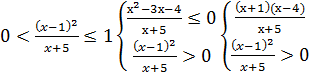 0 < (x−1)²/(x+5) ≤ 1 { (x²−3x−4)/(x+5) ≤ 0 { (x+1)(x−4)/(x+5)
(x−1)²/(x+5) > 0 (x−1)²/(x+5) > 0